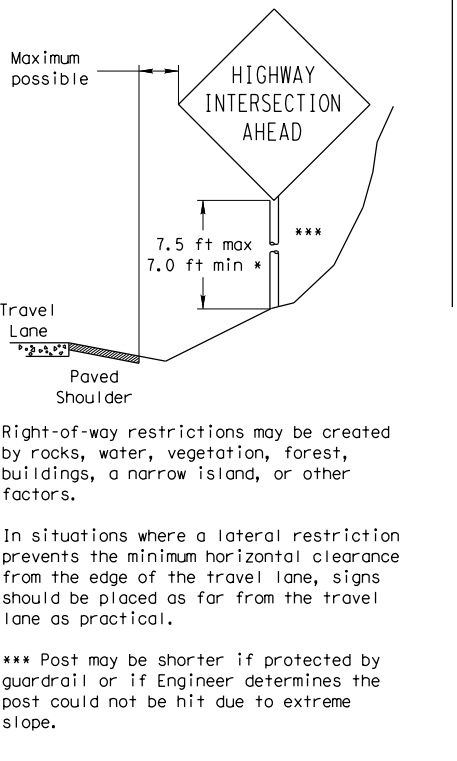 Maximum
possible
HIGHWAY
INTERSECTION
AHEAD
***
7.5 ft max
7.0 ft min *
Travel
Lane
Paved
Shoulder
Right-of-way restrictions may be created
by rocks, water, vegetation, forest,
buildings, a narrow island, or other
factors.
In situations where a lateral restriction
prevents the minimum horizontal clearance
from the edge of the travel lane, signs
should be placed as far from the travel
lane as practical.
*** Post may be shorter if protected by
guardrail or if Engineer determines the
post could not be hit due to extreme
slope.